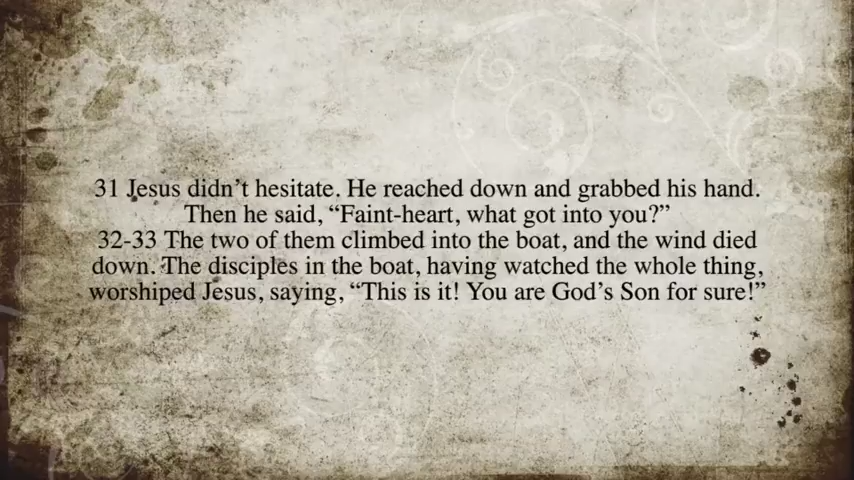 31 Jesus didn’t hesitate. He reached down and grabbed his hand.
Then he said, “Faint-heart, what got into you?”
32-33 The two of them climbed into the boat, and the wind died
down. The disciples in the boat, having watched the whole thing,
worshiped Jesus, saying, “This is it! You are God’s Son for sure!”